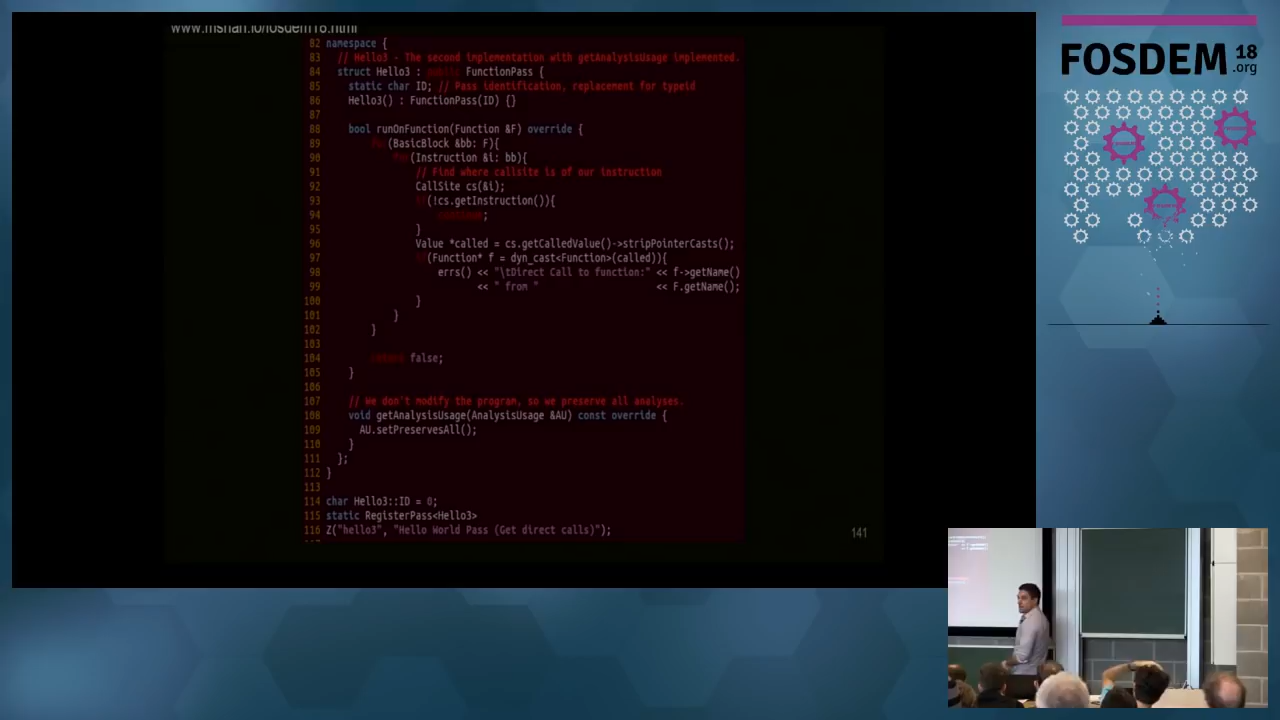 www.mshah.io/fosdem18.html
82 namespace {
83 // Hello3 - The second implementation with getAnalysisUsage implemented.
84 struct Hello3 : public FunctionPass {
85 static char ID; // Pass identification, replacement for typeid
86 Hello3() : FunctionPass(ID) {}
87
88 bool runOnFunction(Function &F) override {
89 for (BasicBlock &bb: F){
90 for (Instruction &i: bb){
91 // Find where callsite is of our instruction
92 CallSite cs(&i);
93 if(!cs.getInstruction()){
94 continue;
95 }
96 Value *called = cs.getCalledValue()->stripPointerCasts();
97 if(Function* f = dyn_cast<Function>(called)){
98 errs() << "\tDirect Call to function:" << f->getName()
99 << " from " << F.getName();
100 }
101 }
102 }
103
104 return false;
105 }
106
107 // We don't modify the program, so we preserve all analyses.
108 void getAnalysisUsage(AnalysisUsage &AU) const override {
109 AU.setPreservesAll();
110 }
111 };
112 }
113
114 char Hello3::ID = 0;
115 static RegisterPass<Hello3>
116 Z("hello3", "Hello World Pass (Get direct calls)");
141
FOSDEM 18
.org